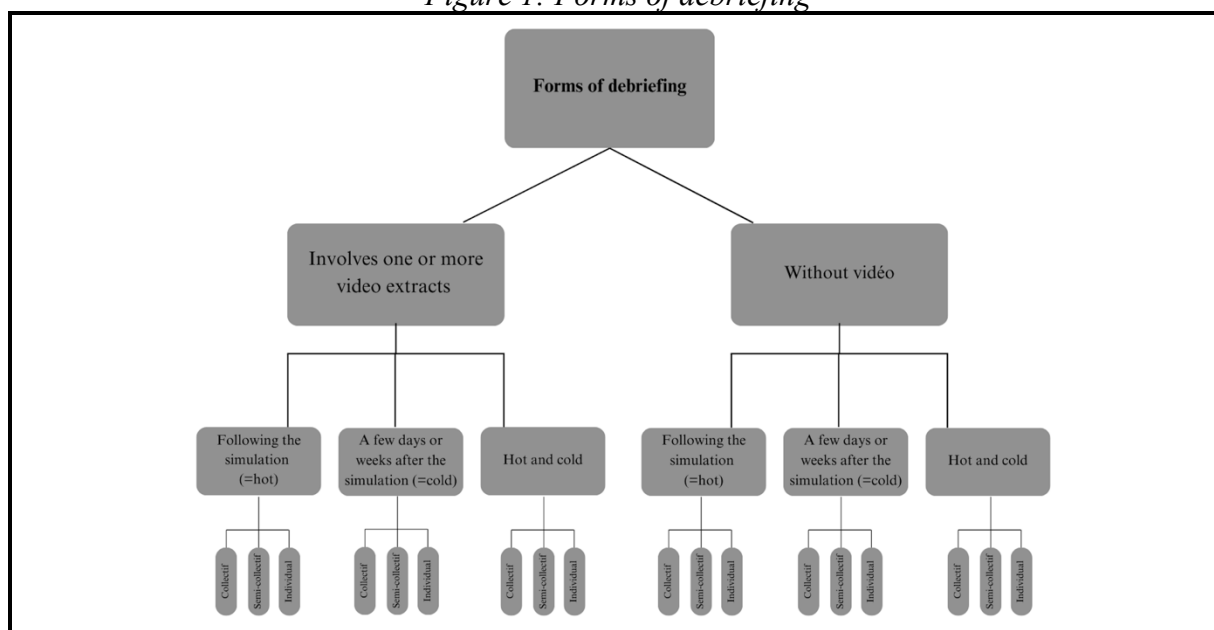 Figure 1: Forms of debriefing
Forms of debriefing
Involves one or more
video extracts
Without vidéo
Following the
simulation
(=hot)
A few days or
weeks after the
simulation (=cold)
Hot and cold
Following the
simulation
(=hot)
A few days or
weeks after the
simulation (=cold)
Hot and cold
Collectif
Semi-collectif
Individual
Collectif
Semi-collectif
Individual
Collectif
Semi-collectif
Individual
Collectif
Semi-collectif
Individual
Collectif
Semi-collectif
Individual
Collectif
Semi-collectif
Individual